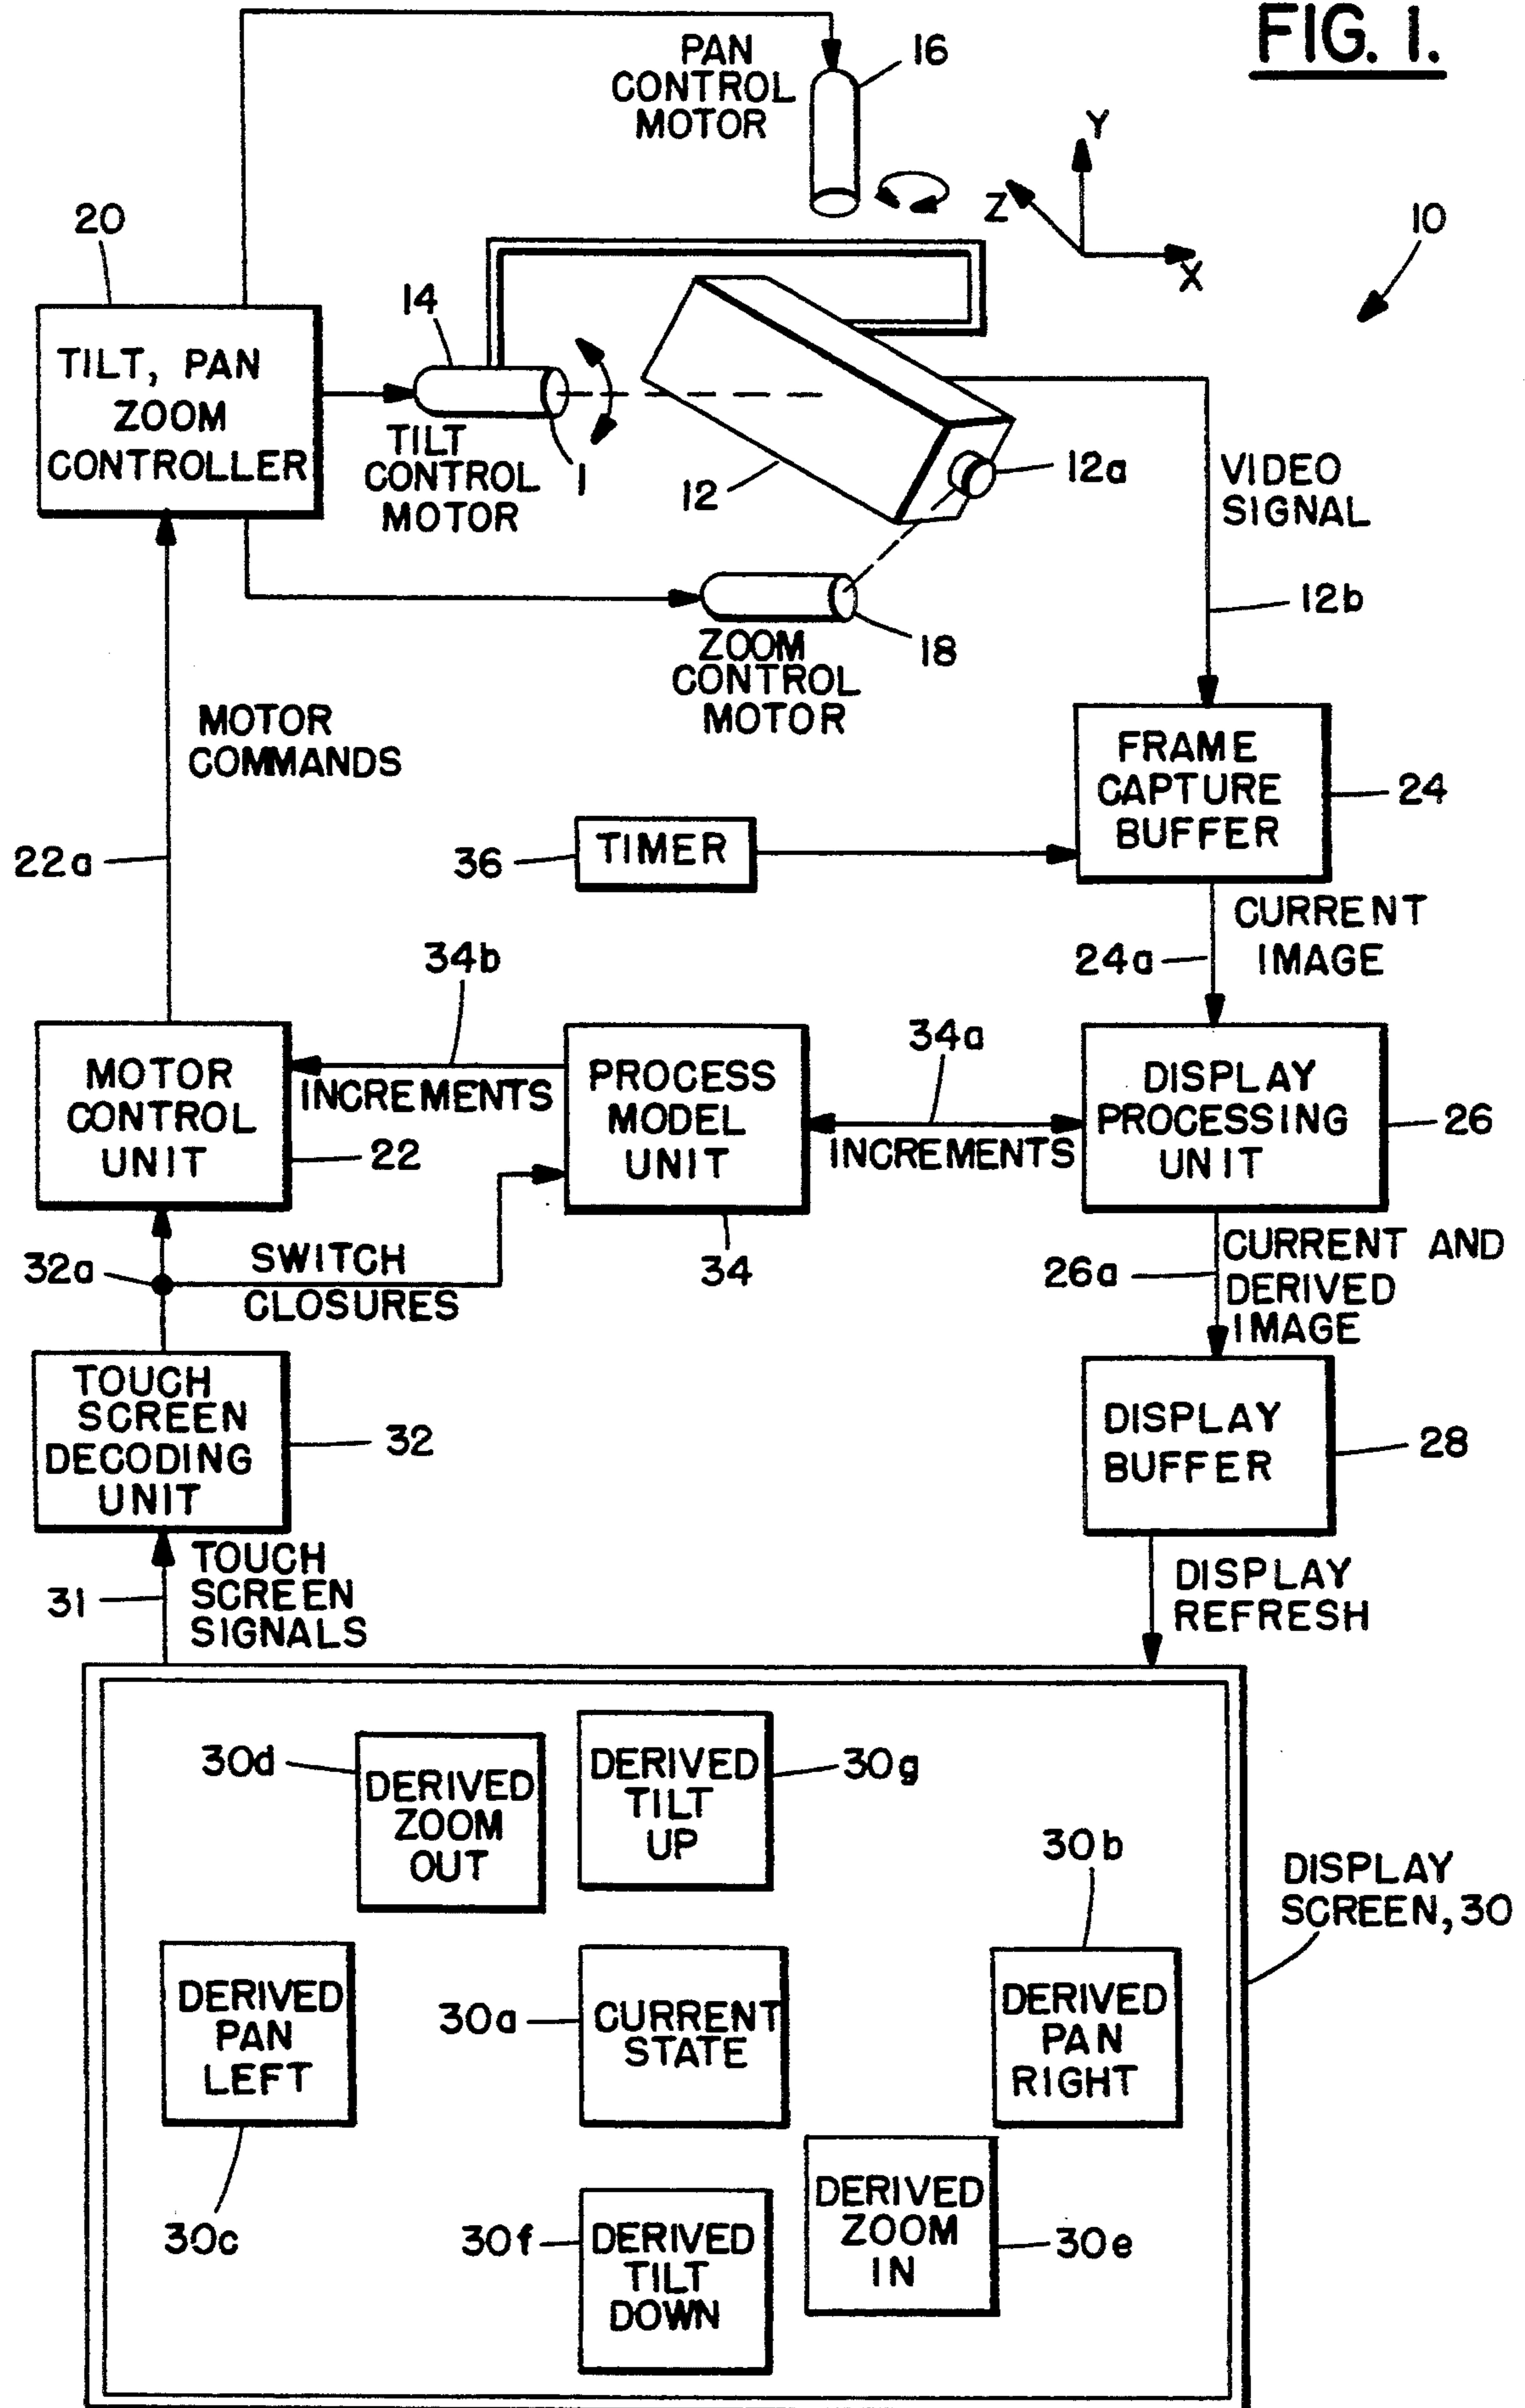 FIG. 1.
PAN
CONTROL
MOTOR
16
Y
Z
X
10
20
14
TILT, PAN
ZOOM
CONTROLLER
TILT
CONTROL
MOTOR
1
12
12a
VIDEO
SIGNAL
12b
18
ZOOM
CONTROL
MOTOR
MOTOR
COMMANDS
FRAME
CAPTURE
BUFFER
24
TIMER
36
22a
CURRENT
IMAGE
24a
34b
34a
MOTOR
CONTROL
UNIT
22
INCREMENTS
PROCESS
MODEL
UNIT
34
INCREMENTS
DISPLAY
PROCESSING
UNIT
26
32a
SWITCH
CLOSURES
26a
CURRENT AND
DERIVED
IMAGE
TOUCH
SCREEN
DECODING
UNIT
32
DISPLAY
BUFFER
28
31
TOUCH
SCREEN
SIGNALS
DISPLAY
REFRESH
30d
DERIVED
ZOOM
OUT
DERIVED
TILT
UP
30g
30b
DISPLAY
SCREEN, 30
DERIVED
PAN
LEFT
30a
CURRENT
STATE
DERIVED
PAN
RIGHT
30c
30f
DERIVED
TILT
DOWN
DERIVED
ZOOM
IN
30e